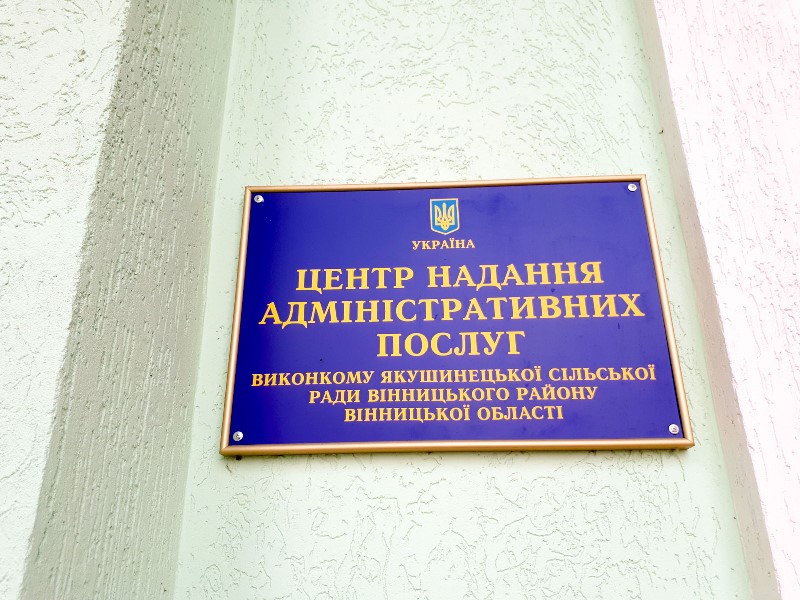 УКРАЇНА
ЦЕНТР НАДАННЯ
АДМІНІСТРАТИВНИХ
ПОСЛУГ
ВИКОНКОМУ ЯКУШИНЕЦЬКОЇ СІЛЬСЬКОЇ
РАДИ ВІННИЦЬКОГО РАЙОНУ
ВІННИЦЬКОЇ ОБЛАСТІ